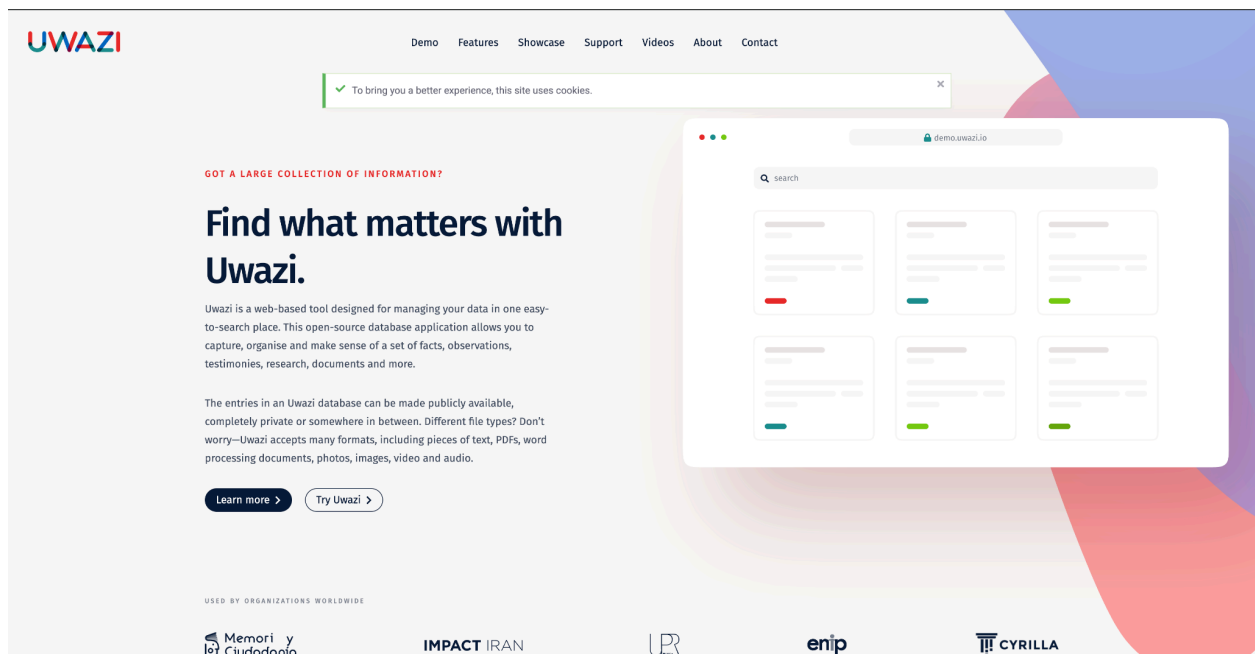 UWAZI
Demo Features Showcase Support Videos About Contact
To bring you a better experience, this site uses cookies.
demo.uwazi.io
search
GOT A LARGE COLLECTION OF INFORMATION?
Find what matters with
Uwazi.
Uwazi is a web-based tool designed for managing your data in one easy-
to-search place. This open-source database application allows you to
capture, organise and make sense of a set of facts, observations,
testimonies, research, documents and more.
The entries in an Uwazi database can be made publicly available,
completely private or somewhere in between. Different file types? Don't
worry—Uwazi accepts many formats, including pieces of text, PDFs, word
processing documents, photos, images, video and audio.
Learn more
Try Uwazi
USED BY ORGANIZATIONS WORLDWIDE
Memori y
IMPACT IRAN
UPR
enip
CYRILLA